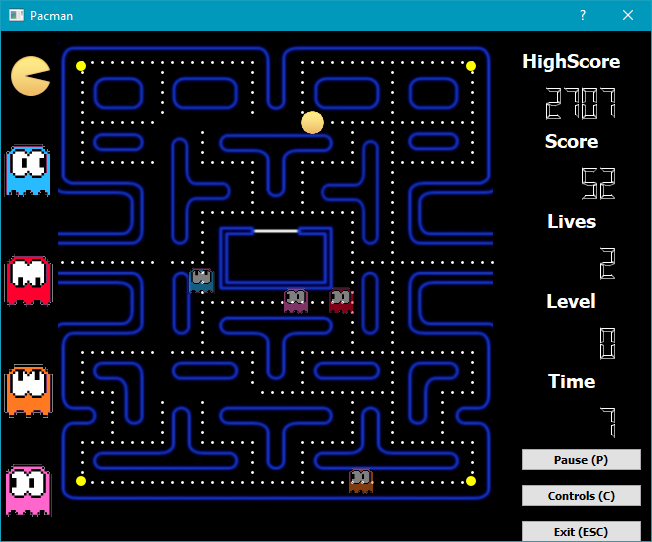 Pacman
HighScore
2707
Score
52
Lives
2
Level
0
Time
7
Pause (P)
Controls (C)
Exit (ESC)